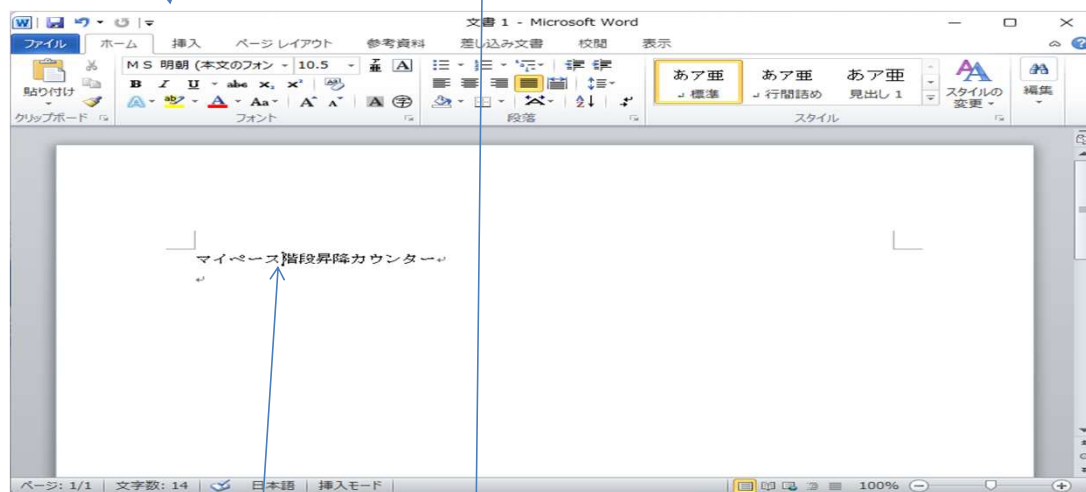 文書 1 - Microsoft Word
ファイル ホーム 挿入 ページ レイアウト 参考資料 差し込み文書 校閲 表示
貼り付け
MS 明朝 (本文のフォン 10.5
B I U abc x₂ x²
Aa A A A 字
あア亜 あア亜 あア亜
標準 行間詰め 見出し 1
スタイルの
変更
編集
クリップボード フォント 段落 スタイル
マイペース階段昇降カウンター
ページ: 1/1 文字数: 14 日本語 挿入モード 100%